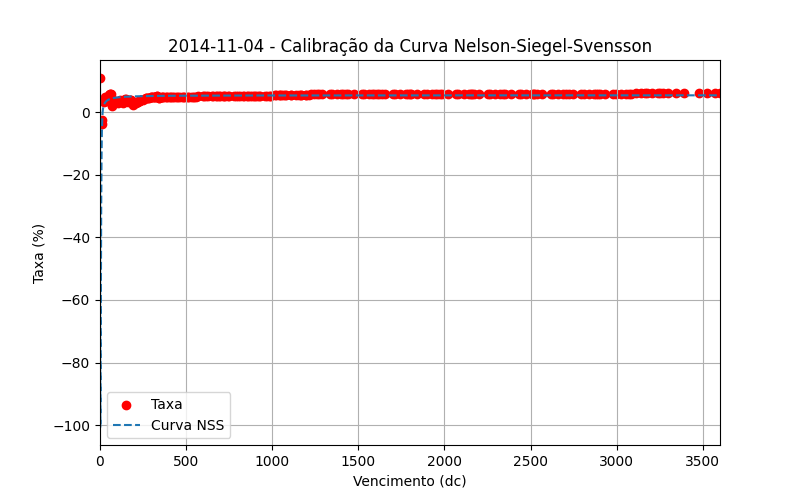 2014-11-04 - Calibração da Curva Nelson-Siegel-Svensson
Taxa (%)
0
−20
−40
−60
−80
−100
Taxa
Curva NSS
0 500 1000 1500 2000 2500 3000 3500
Vencimento (dc)